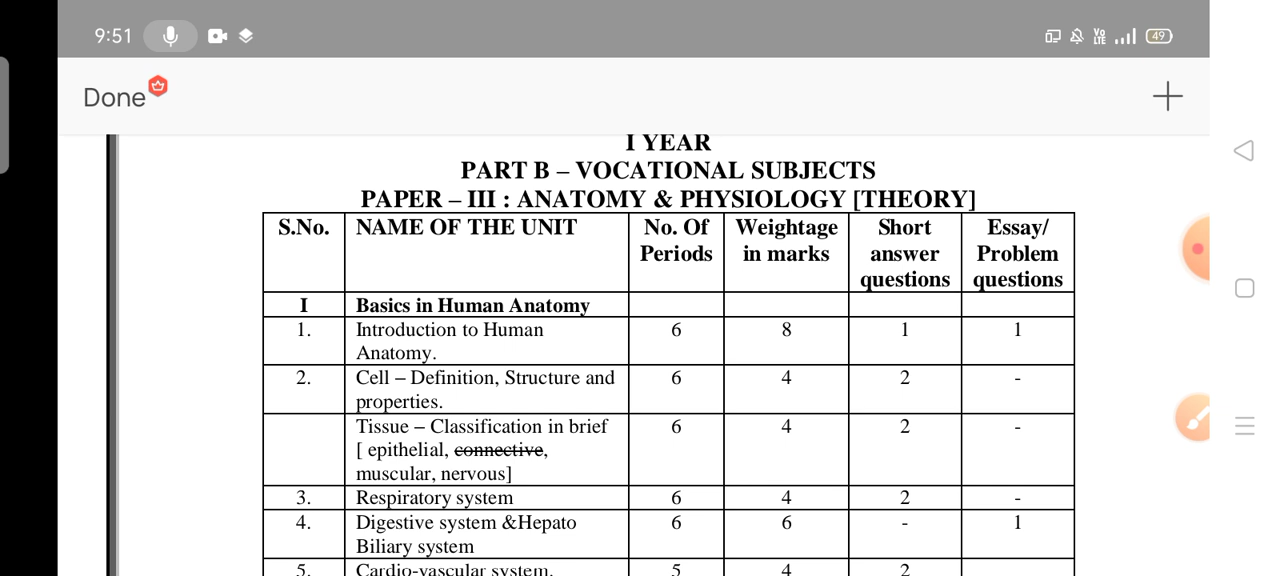 9:51
Vo LTE
49
Done
I YEAR
PART B – VOCATIONAL SUBJECTS
PAPER – III : ANATOMY & PHYSIOLOGY [THEORY]
S.No. NAME OF THE UNIT No. Of Periods Weightage in marks Short answer questions Essay/ Problem questions
I Basics in Human Anatomy
1. Introduction to Human Anatomy. 6 8 1 1
2. Cell – Definition, Structure and properties. 6 4 2 -
Tissue – Classification in brief [ epithelial, connective, muscular, nervous] 6 4 2 -
3. Respiratory system 6 4 2 -
4. Digestive system &Hepato Biliary system 6 6 - 1
5. Cardio-vascular system. 5 4 2